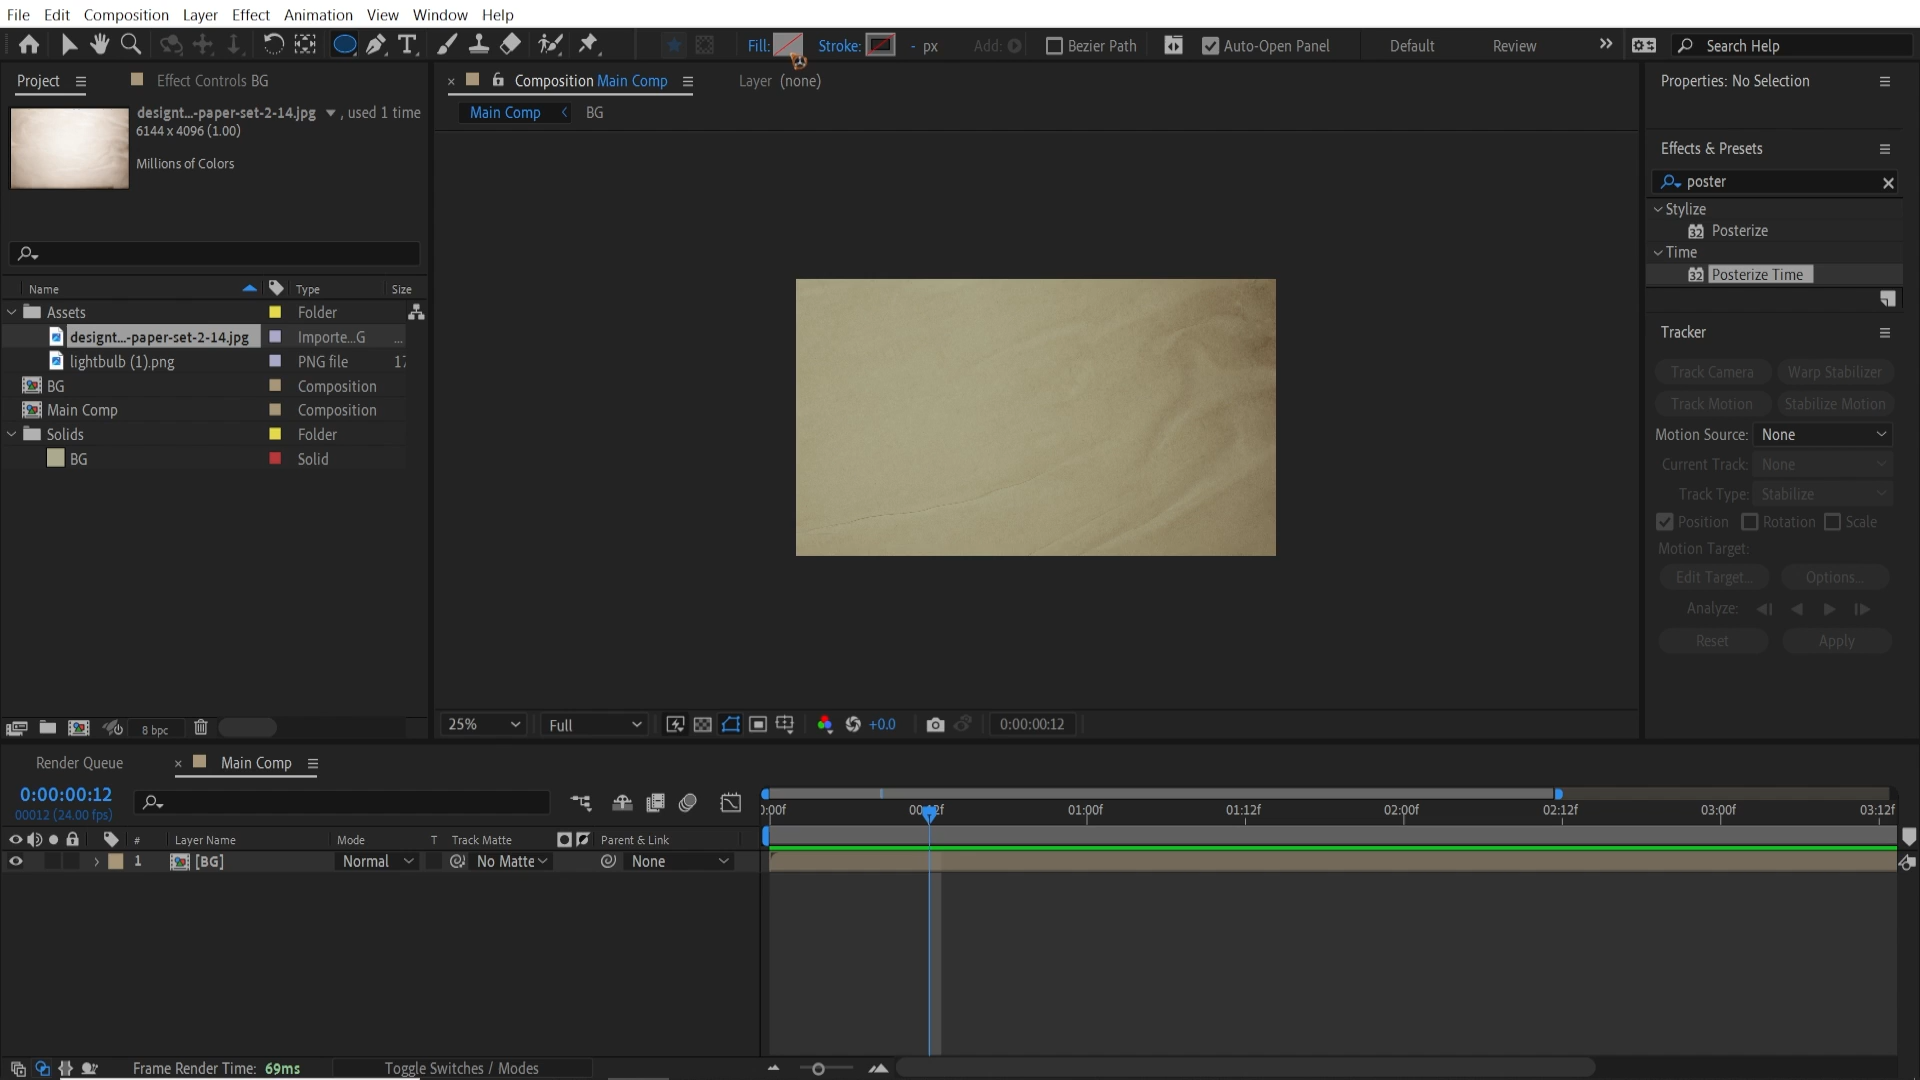 File Edit Composition Layer Effect Animation View Window Help
Fill: Stroke: - px Add: Bezier Path Auto-Open Panel Default Review Search Help
Project Effect Controls BG
designt...-paper-set-2-14.jpg , used 1 time
6144 x 4096 (1.00)
Millions of Colors
Name Type Size
Assets Folder
designt...-paper-set-2-14.jpg Importe...G ...
lightbulb (1).png PNG file 17
BG Composition
Main Comp Composition
Solids Folder
BG Solid
8 bpc
Composition Main Comp Layer (none)
Main Comp BG
25% Full +0.0 0:00:00:12
Properties: No Selection
Effects & Presets
poster
Stylize
32 Posterize
Time
32 Posterize Time
Tracker
Track Camera Warp Stabilizer
Track Motion Stabilize Motion
Motion Source: None
Current Track: None
Track Type: Stabilize
Position Rotation Scale
Motion Target:
Edit Target... Options...
Analyze:
Reset Apply
Render Queue Main Comp
0:00:00:12
00012 (24.00 fps)
01:00f 01:12f 02:00f 02:12f 03:00f 03:12f
# Layer Name Mode T Track Matte Parent & Link
1 [BG] Normal No Matte None
Frame Render Time: 69ms Toggle Switches / Modes